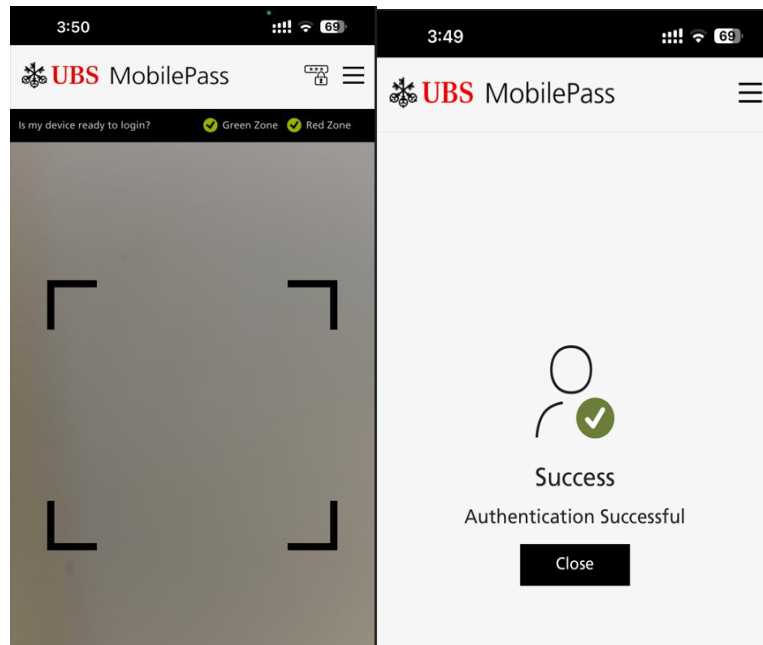 3:50
69
UBS MobilePass
Is my device ready to login? Green Zone Red Zone
3:49
69
UBS MobilePass
Success
Authentication Successful
Close